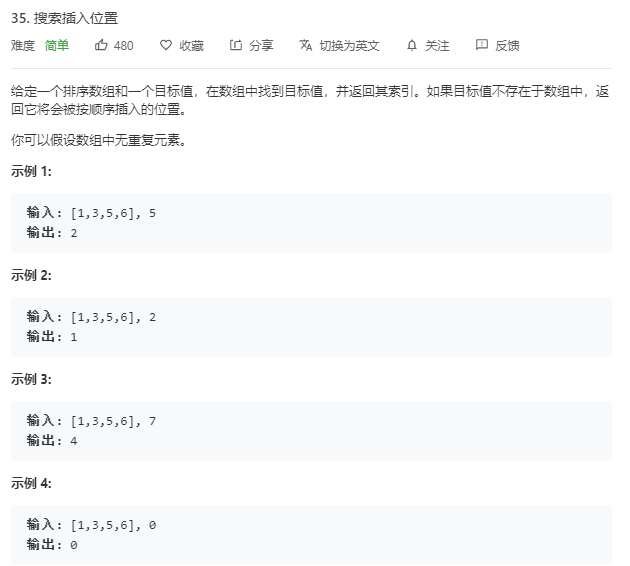 35. 搜索插入位置
难度 简单 480 收藏 分享 切换为英文 关注 反馈
给定一个排序数组和一个目标值，在数组中找到目标值，并返回其索引。如果目标值不存在于数组中，返
回它将会被按顺序插入的位置。
你可以假设数组中无重复元素。
示例 1:
输入: [1,3,5,6], 5
输出: 2
示例 2:
输入: [1,3,5,6], 2
输出: 1
示例 3:
输入: [1,3,5,6], 7
输出: 4
示例 4:
输入: [1,3,5,6], 0
输出: 0